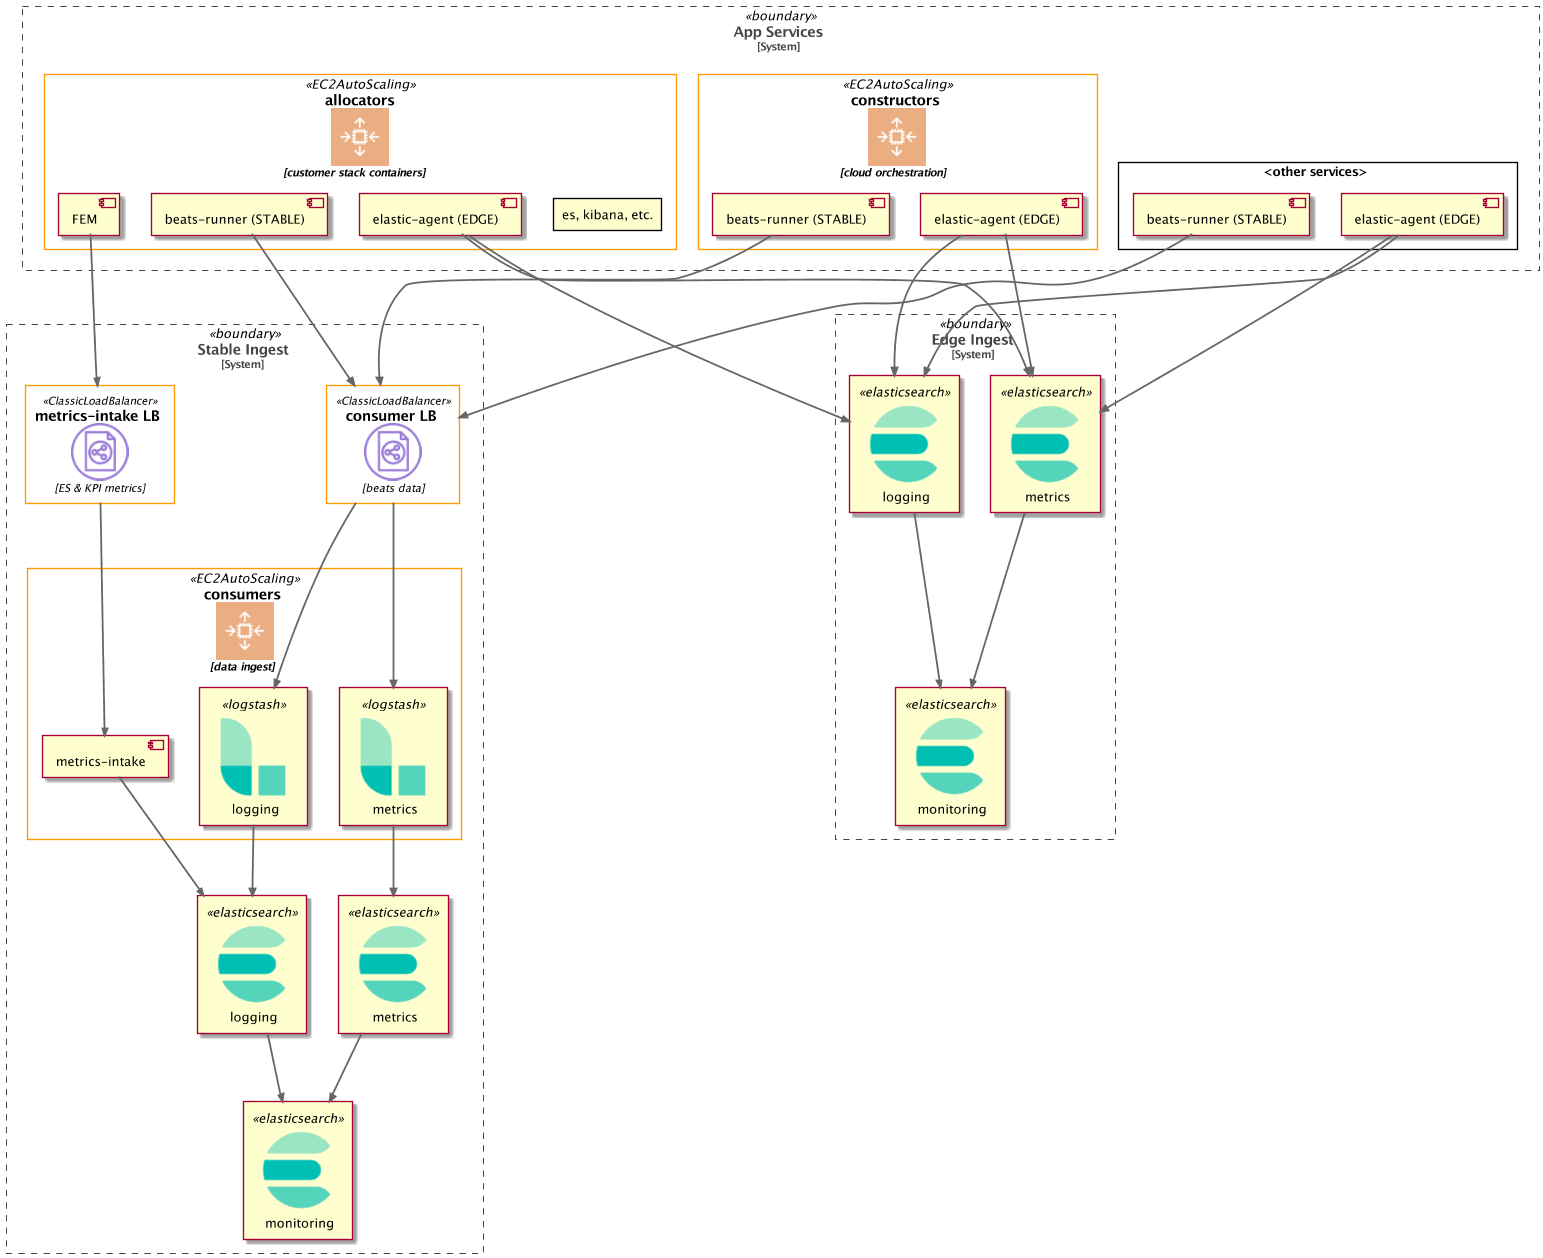 «boundary»
App Services
[System]
«EC2AutoScaling»
allocators
[customer stack containers]
FEM
beats-runner (STABLE)
elastic-agent (EDGE)
es, kibana, etc.
«EC2AutoScaling»
constructors
[cloud orchestration]
beats-runner (STABLE)
elastic-agent (EDGE)
<other services>
beats-runner (STABLE)
elastic-agent (EDGE)
«boundary»
Stable Ingest
[System]
«ClassicLoadBalancer»
metrics-intake LB
[ES & KPI metrics]
«ClassicLoadBalancer»
consumer LB
[beats data]
«EC2AutoScaling»
consumers
[data ingest]
metrics-intake
«logstash»
logging
«logstash»
metrics
«elasticsearch»
logging
«elasticsearch»
metrics
«elasticsearch»
monitoring
«boundary»
Edge Ingest
[System]
«elasticsearch»
logging
«elasticsearch»
metrics
«elasticsearch»
monitoring